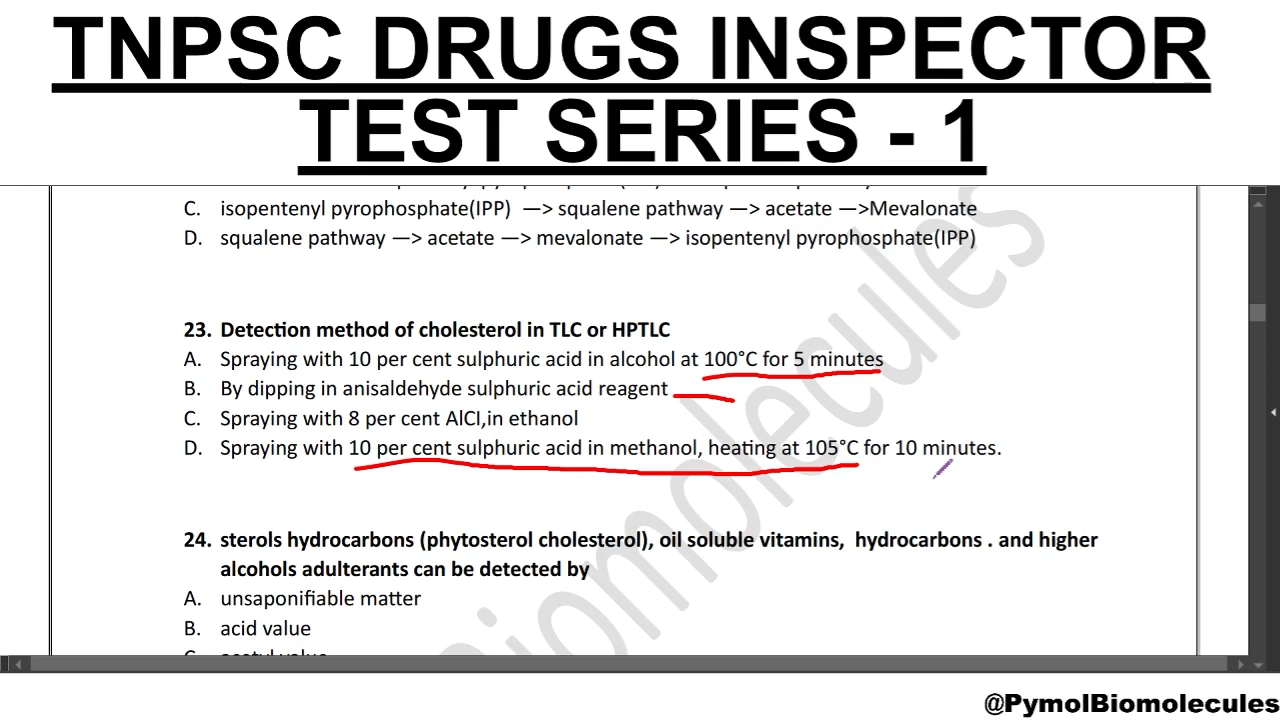 TNPSC DRUGS INSPECTOR
TEST SERIES - 1
C. isopentenyl pyrophosphate(IPP) —> squalene pathway —> acetate —>Mevalonate
D. squalene pathway —> acetate —> mevalonate —> isopentenyl pyrophosphate(IPP)
23. Detection method of cholesterol in TLC or HPTLC
A. Spraying with 10 per cent sulphuric acid in alcohol at 100°C for 5 minutes
B. By dipping in anisaldehyde sulphuric acid reagent
C. Spraying with 8 per cent AlCl,in ethanol
D. Spraying with 10 per cent sulphuric acid in methanol, heating at 105°C for 10 minutes.
24. sterols hydrocarbons (phytosterol cholesterol), oil soluble vitamins, hydrocarbons . and higher
alcohols adulterants can be detected by
A. unsaponifiable matter
B. acid value
Biomolecules
@PymolBiomolecules